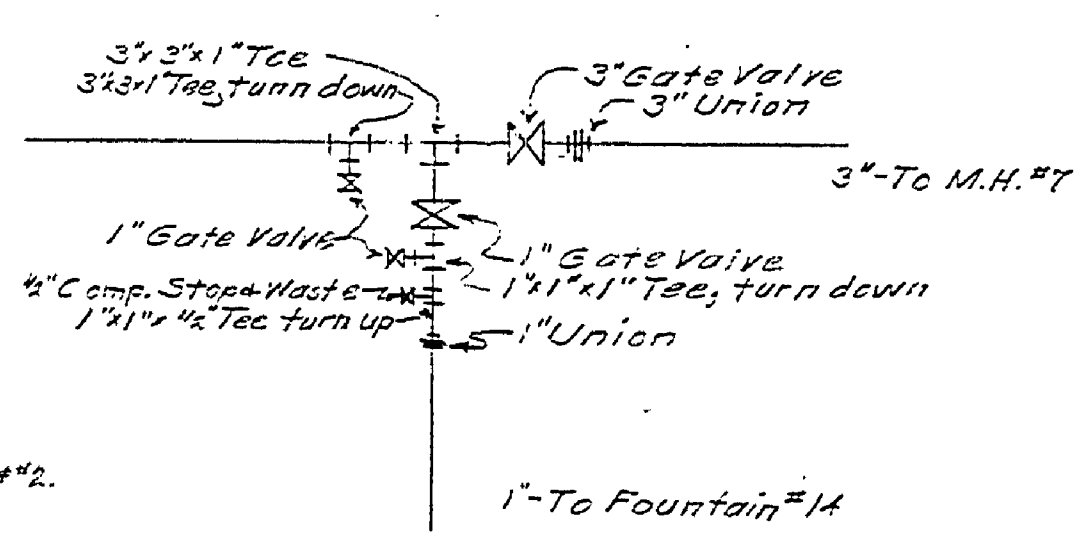 3"x 3"x 1" Tee
3"x3x1" Tee, turn down
3" Gate Valve
3" Union
3"-To M.H.#7
1" Gate Valve
1" Gate Valve
1"x1"x1" Tee, turn down
1/2" Comp. Stop & Waste
1"x1"x 1/2" Tee turn up
1" Union
#2.
1"-To Fountain #14